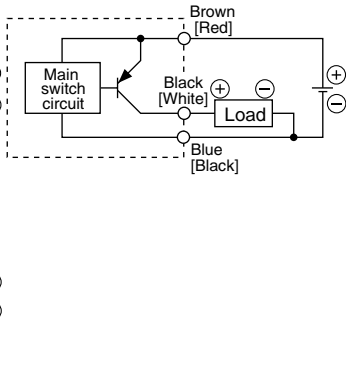 Brown
[Red]
Main
switch
circuit
Black
[White]
+
−
Load
+
−
Blue
[Black]